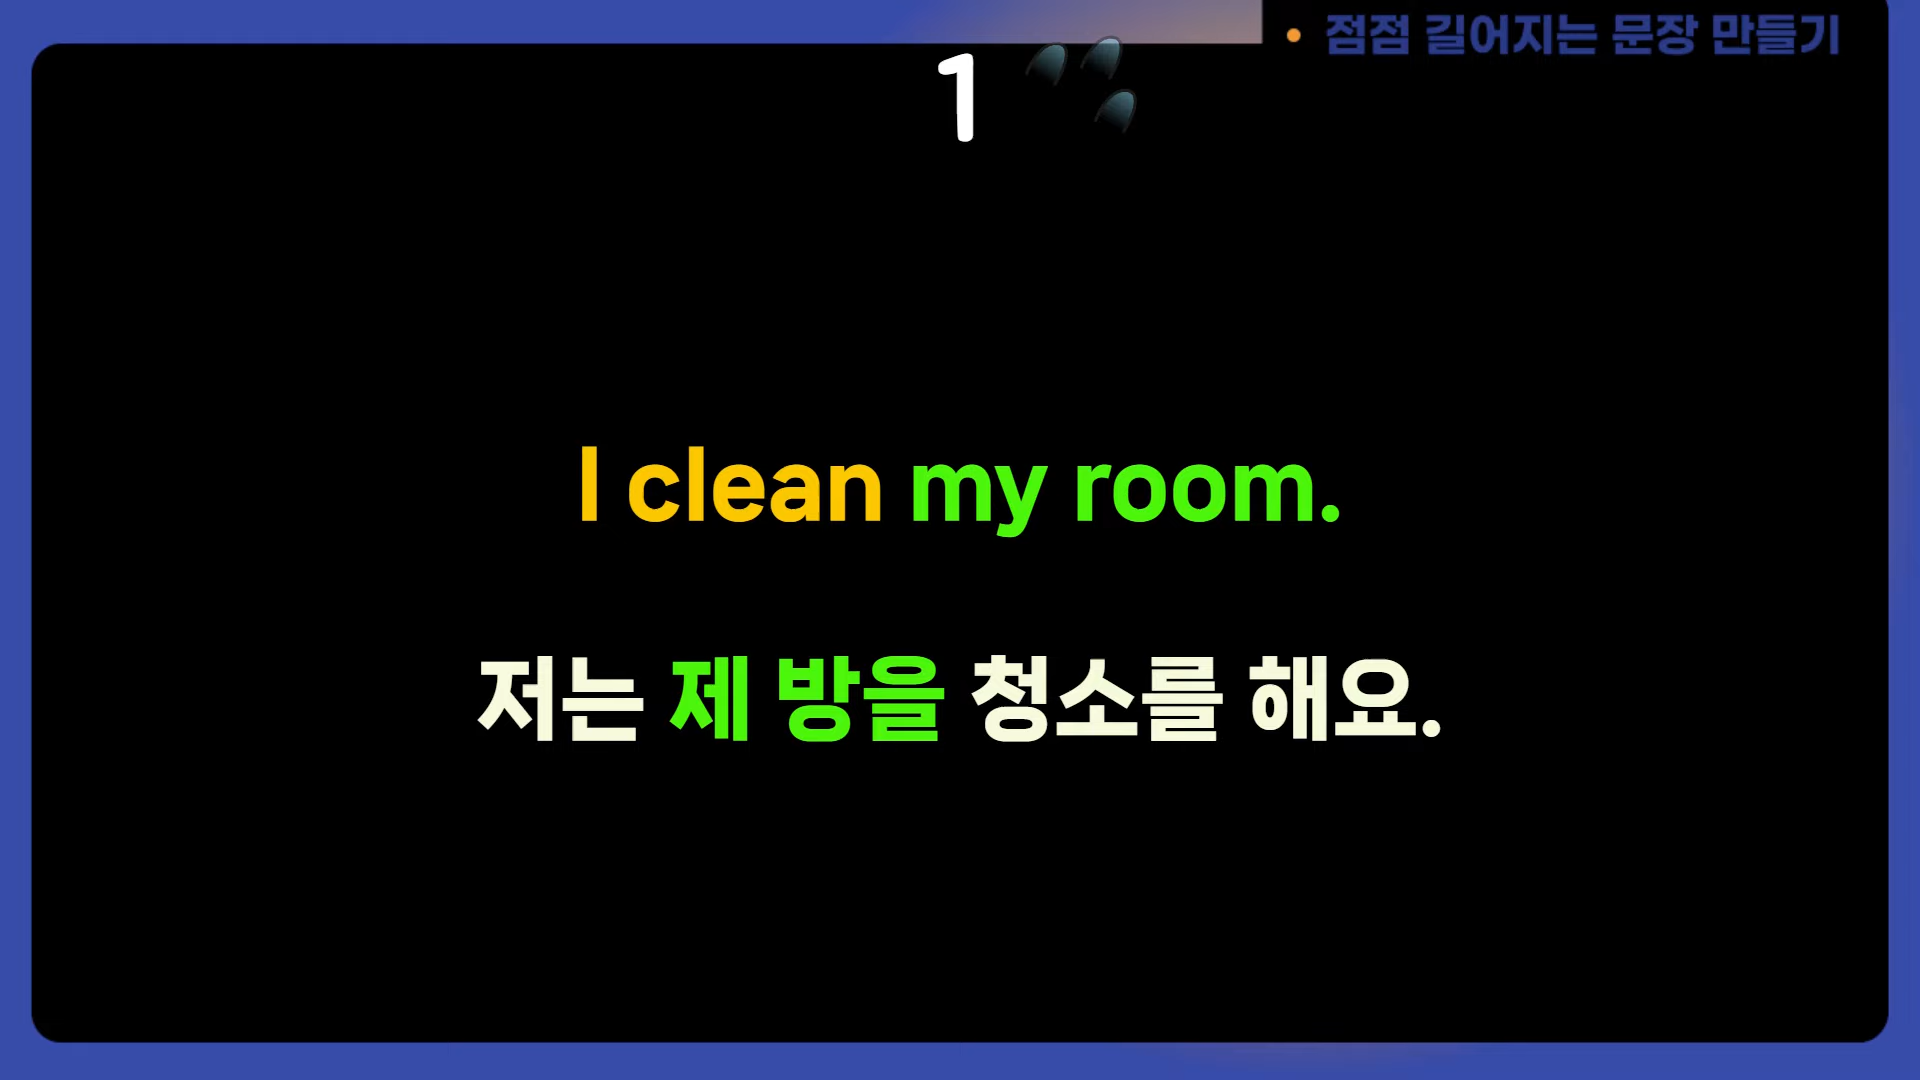 • 점점 길어지는 문장 만들기
1
I clean my room.
저는 제 방을 청소를 해요.